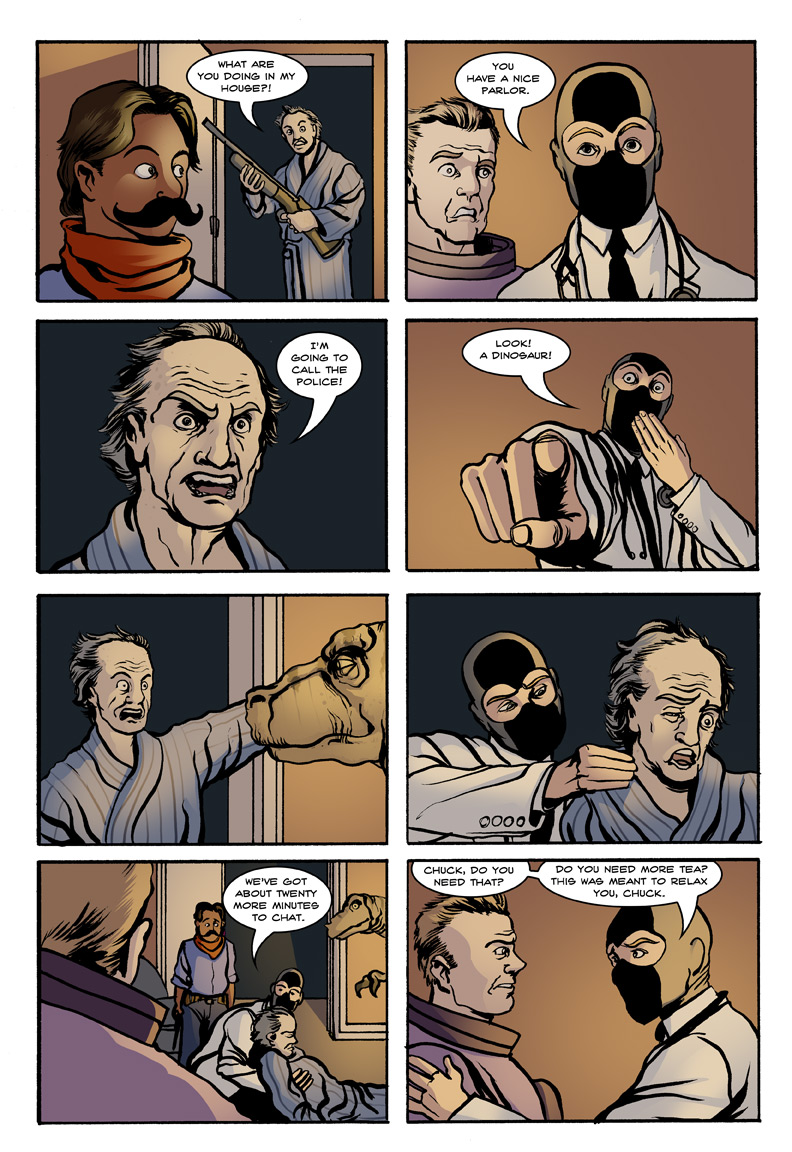 WHAT ARE
YOU DOING IN MY
HOUSE?!
YOU
HAVE A NICE
PARLOR.
I'M
GOING TO
CALL THE
POLICE!
LOOK!
A DINOSAUR!
WE'VE GOT
ABOUT TWENTY
MORE MINUTES
TO CHAT.
CHUCK, DO YOU
NEED THAT?
DO YOU NEED MORE TEA?
THIS WAS MEANT TO RELAX
YOU, CHUCK.